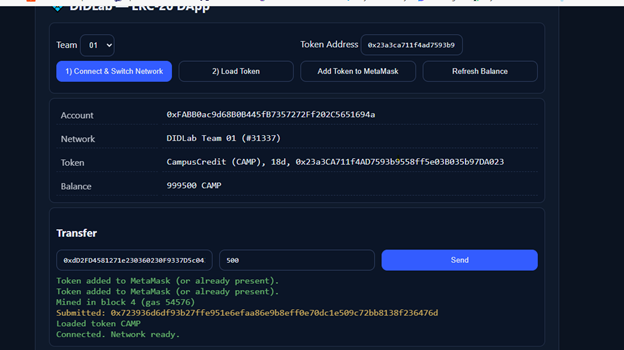 DIDLab — ERC-20 DApp
Team 01 Token Address 0x23a3ca711f4ad7593b9
1) Connect & Switch Network 2) Load Token Add Token to MetaMask Refresh Balance
Account 0xFABB0ac9d68B0B445fB7357272Ff202C5651694a
Network DIDLab Team 01 (#31337)
Token CampusCredit (CAMP), 18d, 0x23a3CA711f4AD7593b9558ff5e03B035b97DA023
Balance 999500 CAMP
Transfer
0xdD2FD4581271e230360230F9337D5c04 500 Send
Token added to MetaMask (or already present).
Token added to MetaMask (or already present).
Mined in block 4 (gas 54576)
Submitted: 0x723936d6df93b27ffe951e6efaa86e9b8eff0e70dc1e509c72bb8138f236476d
Loaded token CAMP
Connected. Network ready.